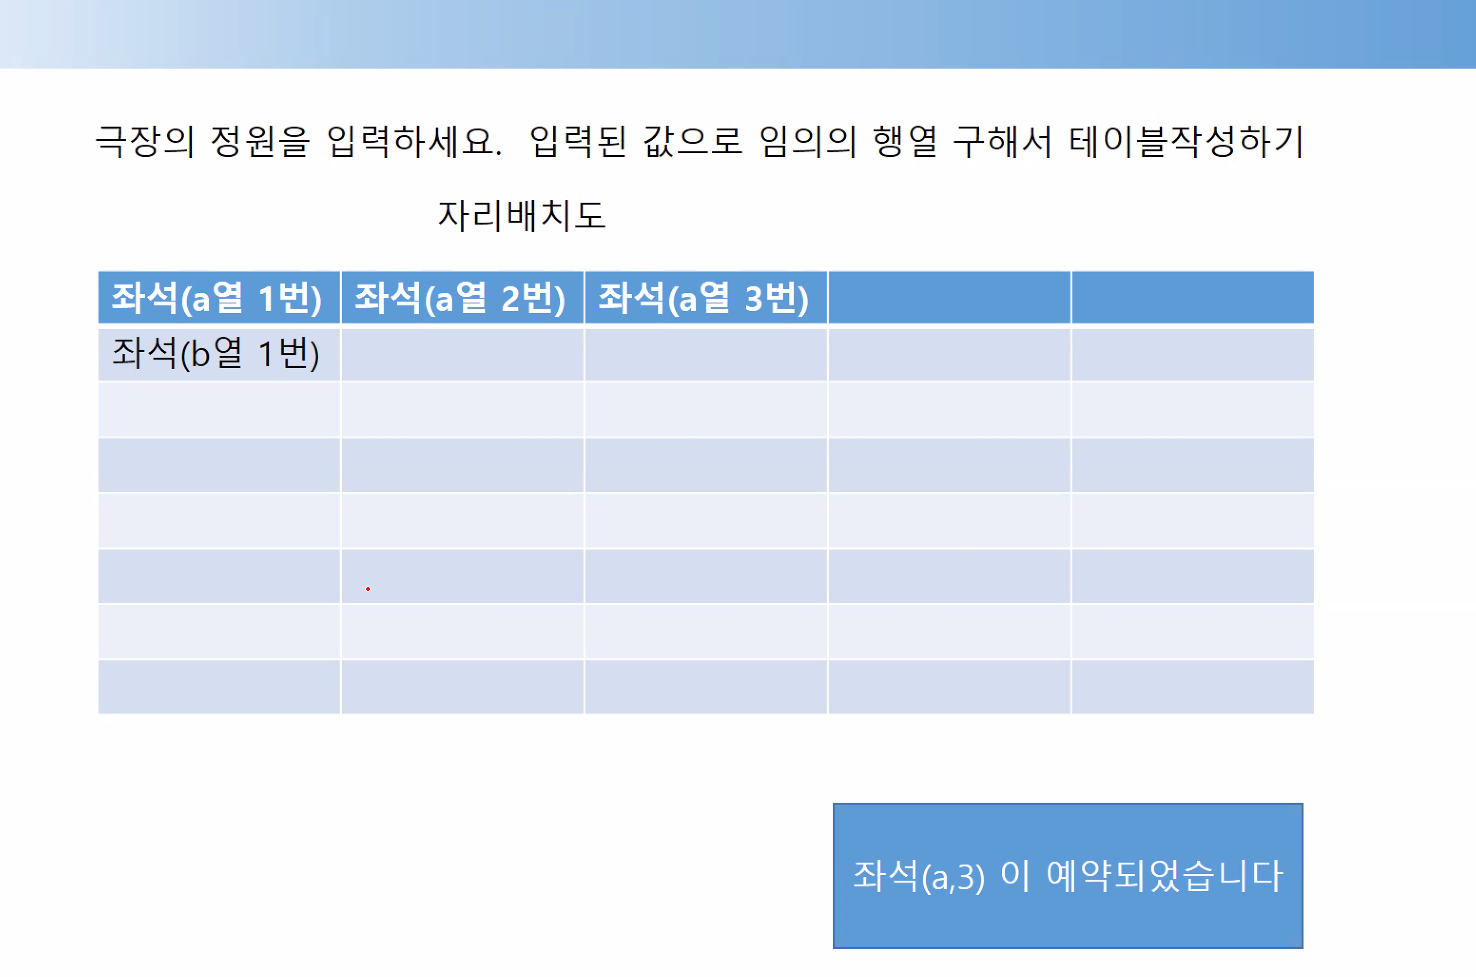 극장의 정원을 입력하세요. 입력된 값으로 임의의 행열 구해서 테이블작성하기
자리배치도
좌석(a열 1번) 좌석(a열 2번) 좌석(a열 3번)
좌석(b열 1번)
좌석(a,3) 이 예약되었습니다